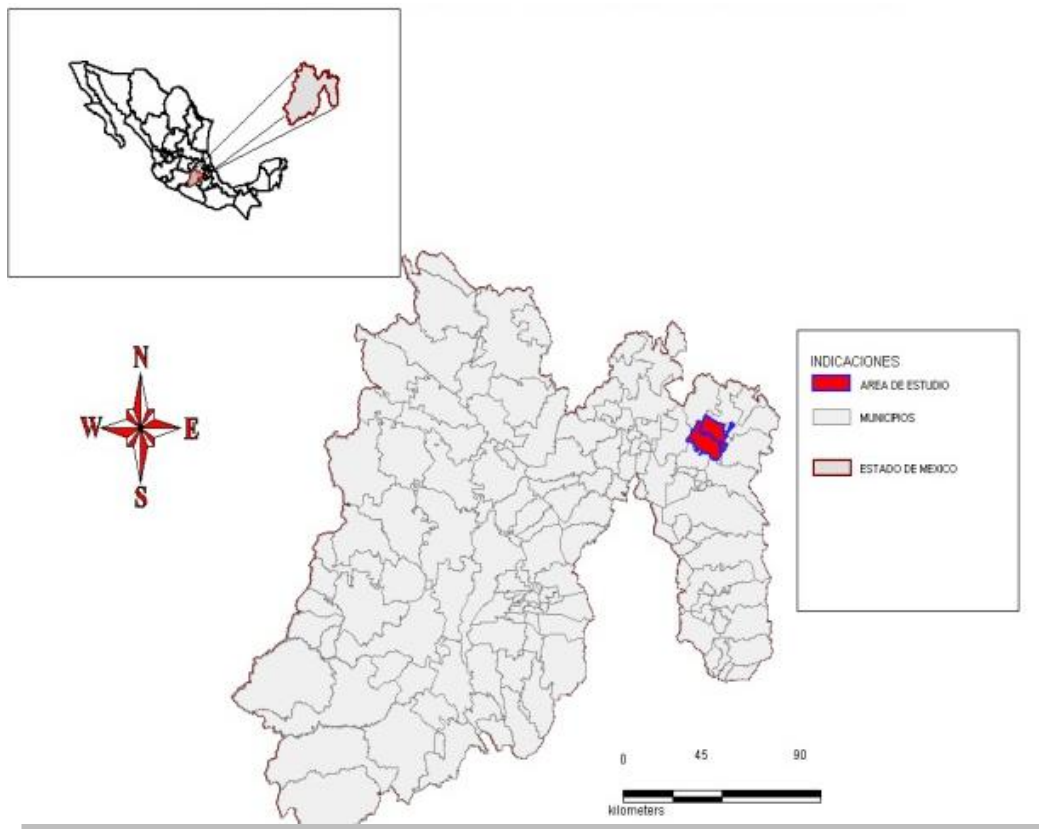 N
W E
S
INDICACIONES
AREA DE ESTUDIO
MUNICIPIOS
ESTADO DE MEXICO
0 45 90
kilometers